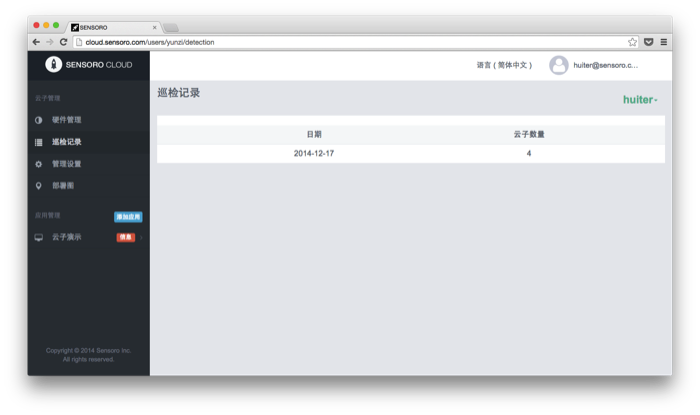 SENSORO
cloud.sensoro.com/users/yunzi/detection
SENSORO CLOUD
语言 ( 简体中文 )
huiter@sensoro.c...
云子管理
硬件管理
巡检记录
管理设置
部署图
应用管理
添加应用
云子演示
信息
Copyright © 2014 Sensoro Inc.
All rights reserved.
巡检记录
huiter
日期 云子数量
2014-12-17 4